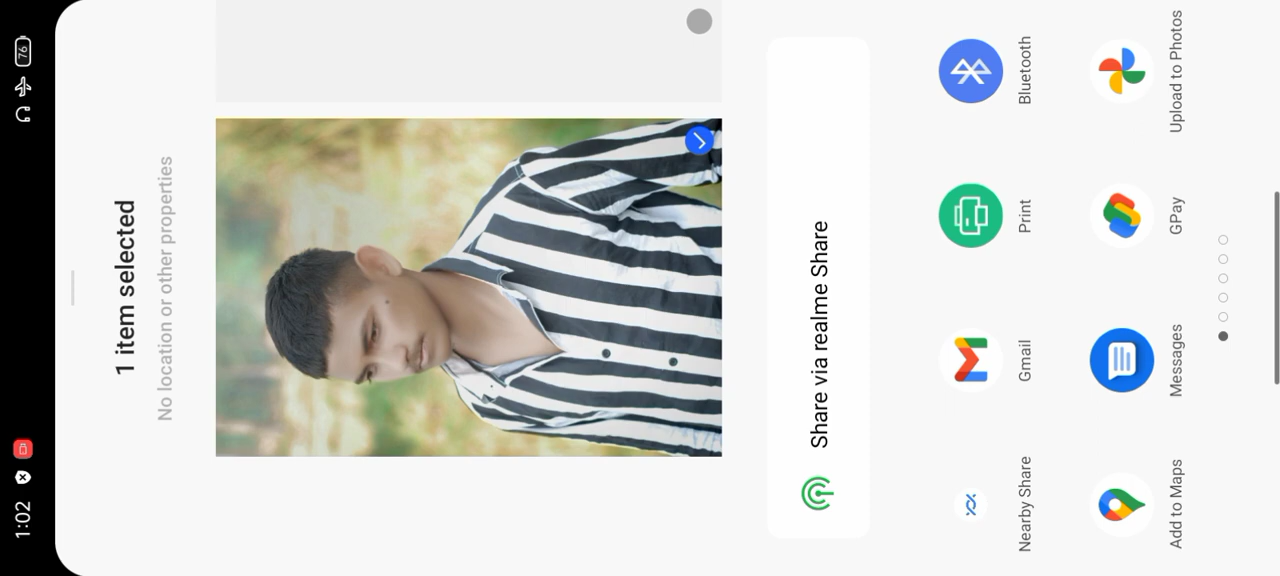 1:02
76
1 item selected
No location or other properties
Share via realme Share
Nearby Share
Gmail
Print
Bluetooth
Add to Maps
Messages
GPay
Upload to Photos